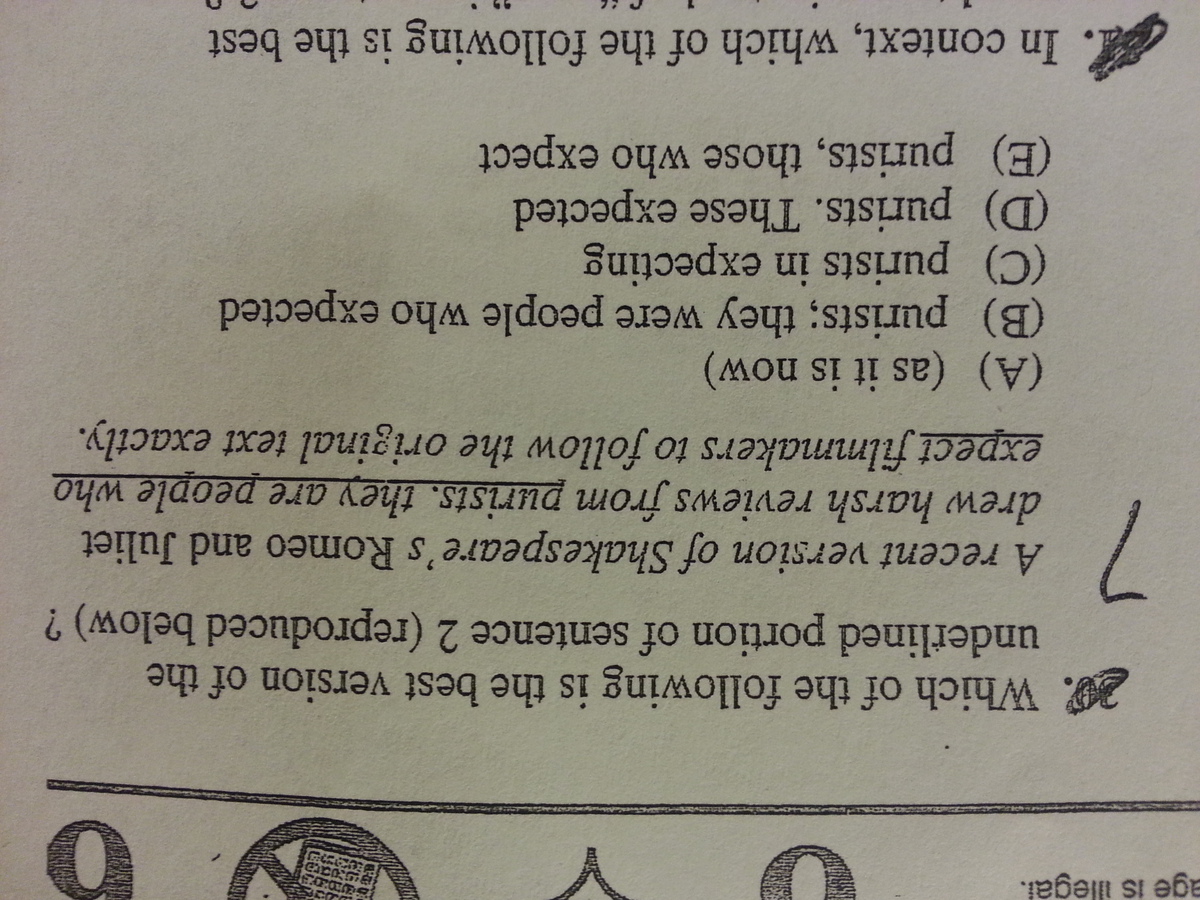 age is illegal.
6
6
Which of the following is the best version of the
underlined portion of sentence 2 (reproduced below) ?
7
A recent version of Shakespeare's Romeo and Juliet
drew harsh reviews from purists. they are people who
expect filmmakers to follow the original text exactly.
(A) (as it is now)
(B) purists; they were people who expected
(C) purists in expecting
(D) purists. These expected
(E) purists, those who expect
In context, which of the following is the best